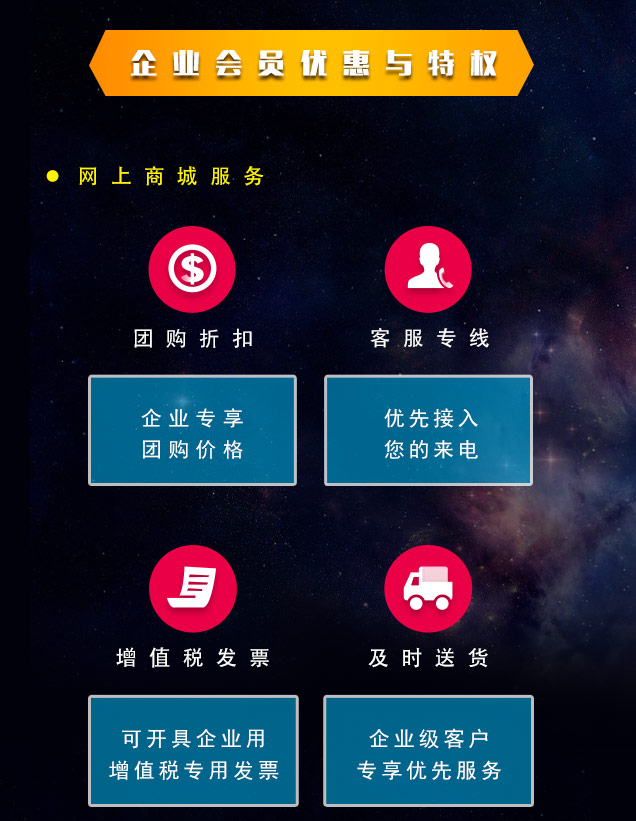 企业会员优惠与特权
网上商城服务
团购折扣
客服专线
企业专享
团购价格
优先接入
您的来电
增值税发票
及时送货
可开具企业用
增值税专用发票
企业级客户
专享优先服务